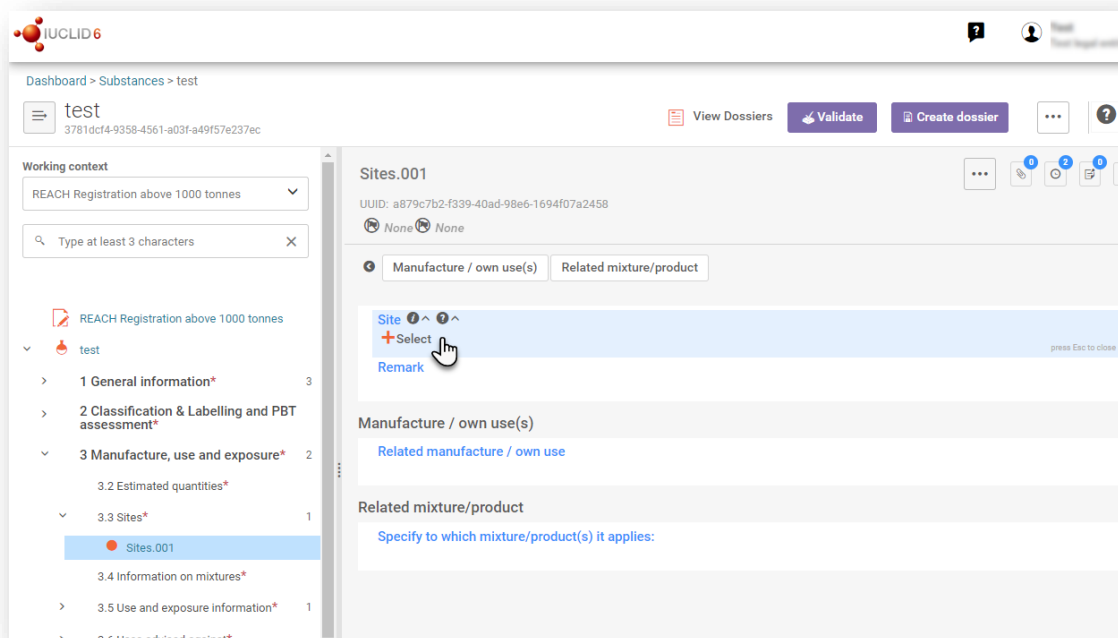 IUCLID 6
?
Dashboard > Substances > test
test
3781dcf4-9358-4561-a03f-a49f57e237ec
View Dossiers
Validate
Create dossier
...
?
Working context
REACH Registration above 1000 tonnes
Type at least 3 characters
REACH Registration above 1000 tonnes
test
1 General information* 3
2 Classification & Labelling and PBT
assessment*
3 Manufacture, use and exposure* 2
3.2 Estimated quantities*
3.3 Sites* 1
Sites.001
3.4 Information on mixtures*
3.5 Use and exposure information* 1
Sites.001
... 0 2 0
UUID: a879c7b2-f339-40ad-98e6-1694f07a2458
None None
Manufacture / own use(s) Related mixture/product
Site i ?
+Select
press Esc to close
Remark
Manufacture / own use(s)
Related manufacture / own use
Related mixture/product
Specify to which mixture/product(s) it applies: